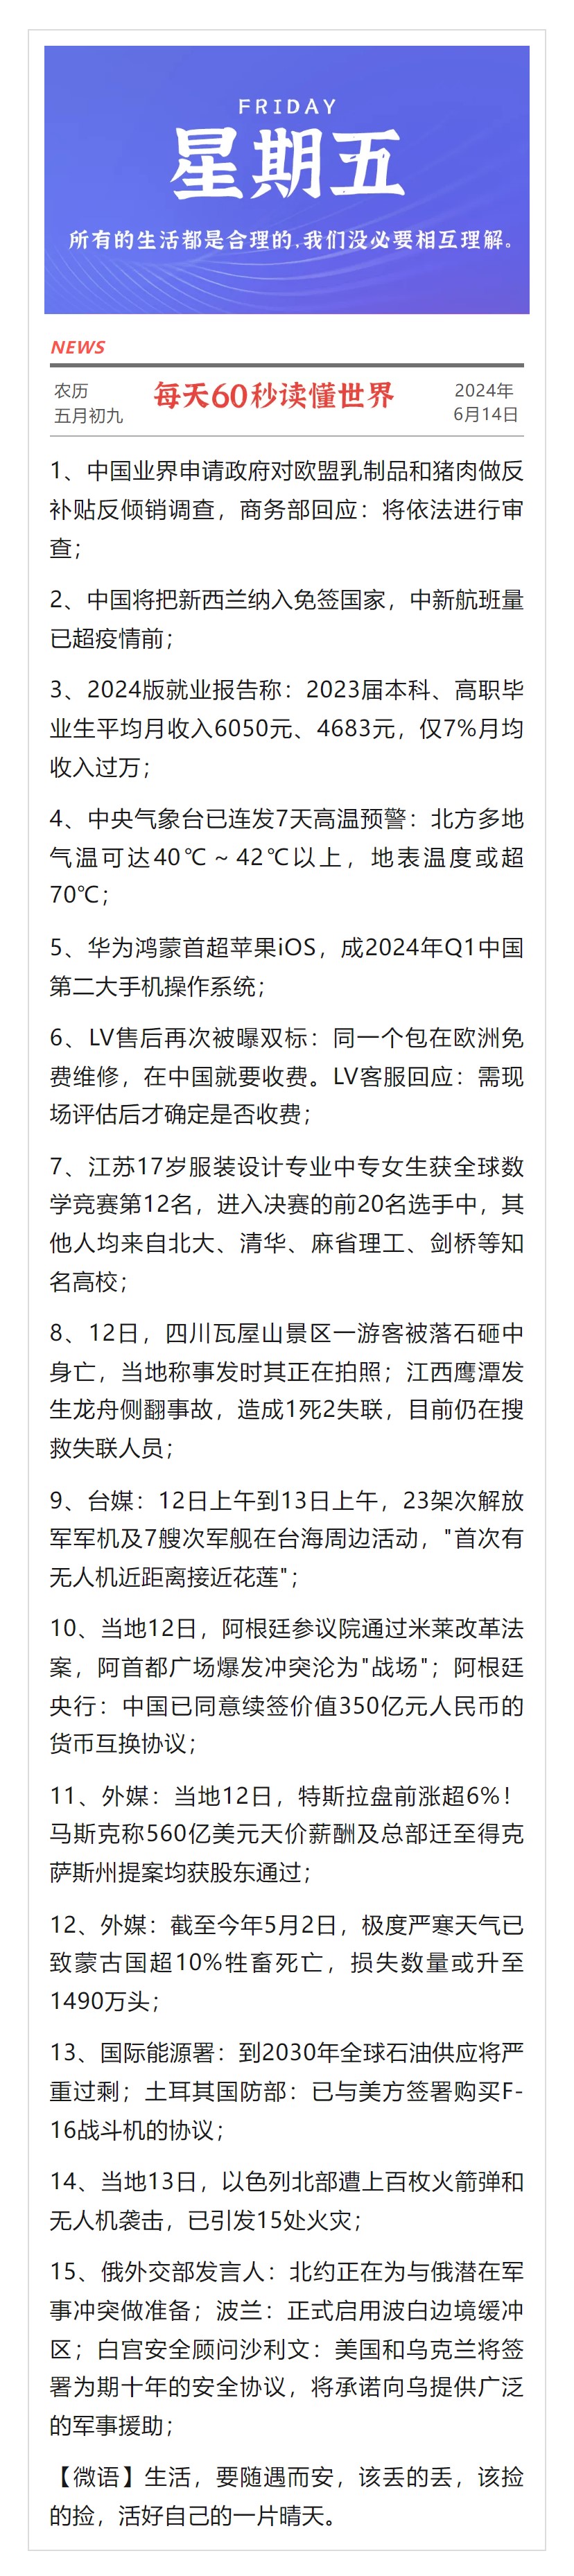 FRIDAY
星期五
所有的生活都是合理的,我们没必要相互理解。
NEWS
农历
五月初九
每天60秒读懂世界
2024年
6月14日
1、中国业界申请政府对欧盟乳制品和猪肉做反
补贴反倾销调查，商务部回应：将依法进行审
查；
2、中国将把新西兰纳入免签国家，中新航班量
已超疫情前；
3、2024版就业报告称：2023届本科、高职毕
业生平均月收入6050元、4683元，仅7%月均
收入过万；
4、中央气象台已连发7天高温预警：北方多地
气温可达40℃～42℃以上，地表温度或超
70℃；
5、华为鸿蒙首超苹果iOS，成2024年Q1中国
第二大手机操作系统；
6、LV售后再次被曝双标：同一个包在欧洲免
费维修，在中国就要收费。LV客服回应：需现
场评估后才确定是否收费；
7、江苏17岁服装设计专业中专女生获全球数
学竞赛第12名，进入决赛的前20名选手中，其
他人均来自北大、清华、麻省理工、剑桥等知
名高校；
8、12日，四川瓦屋山景区一游客被落石砸中
身亡，当地称事发时其正在拍照；江西鹰潭发
生龙舟侧翻事故，造成1死2失联，目前仍在搜
救失联人员；
9、台媒：12日上午到13日上午，23架次解放
军军机及7艘次军舰在台海周边活动，"首次有
无人机近距离接近花莲"；
10、当地12日，阿根廷参议院通过米莱改革法
案，阿首都广场爆发冲突沦为"战场"；阿根廷
央行：中国已同意续签价值350亿元人民币的
货币互换协议；
11、外媒：当地12日，特斯拉盘前涨超6%！
马斯克称560亿美元天价薪酬及总部迁至得克
萨斯州提案均获股东通过；
12、外媒：截至今年5月2日，极度严寒天气已
致蒙古国超10%牲畜死亡，损失数量或升至
1490万头；
13、国际能源署：到2030年全球石油供应将严
重过剩；土耳其国防部：已与美方签署购买F-
16战斗机的协议；
14、当地13日，以色列北部遭上百枚火箭弹和
无人机袭击，已引发15处火灾；
15、俄外交部发言人：北约正在为与俄潜在军
事冲突做准备；波兰：正式启用波白边境缓冲
区；白宫安全顾问沙利文：美国和乌克兰将签
署为期十年的安全协议，将承诺向乌提供广泛
的军事援助；
【微语】生活，要随遇而安，该丢的丢，该捡
的捡，活好自己的一片晴天。